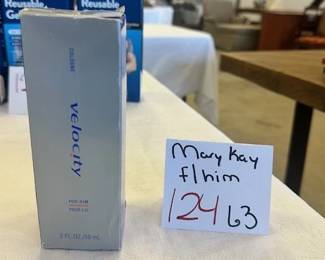 Reusable
Reusable
COLOGNE
velocity
FOR HIM
POUR LUI
2 FL OZ/59 mL
Mary Kay
f/him
124 63